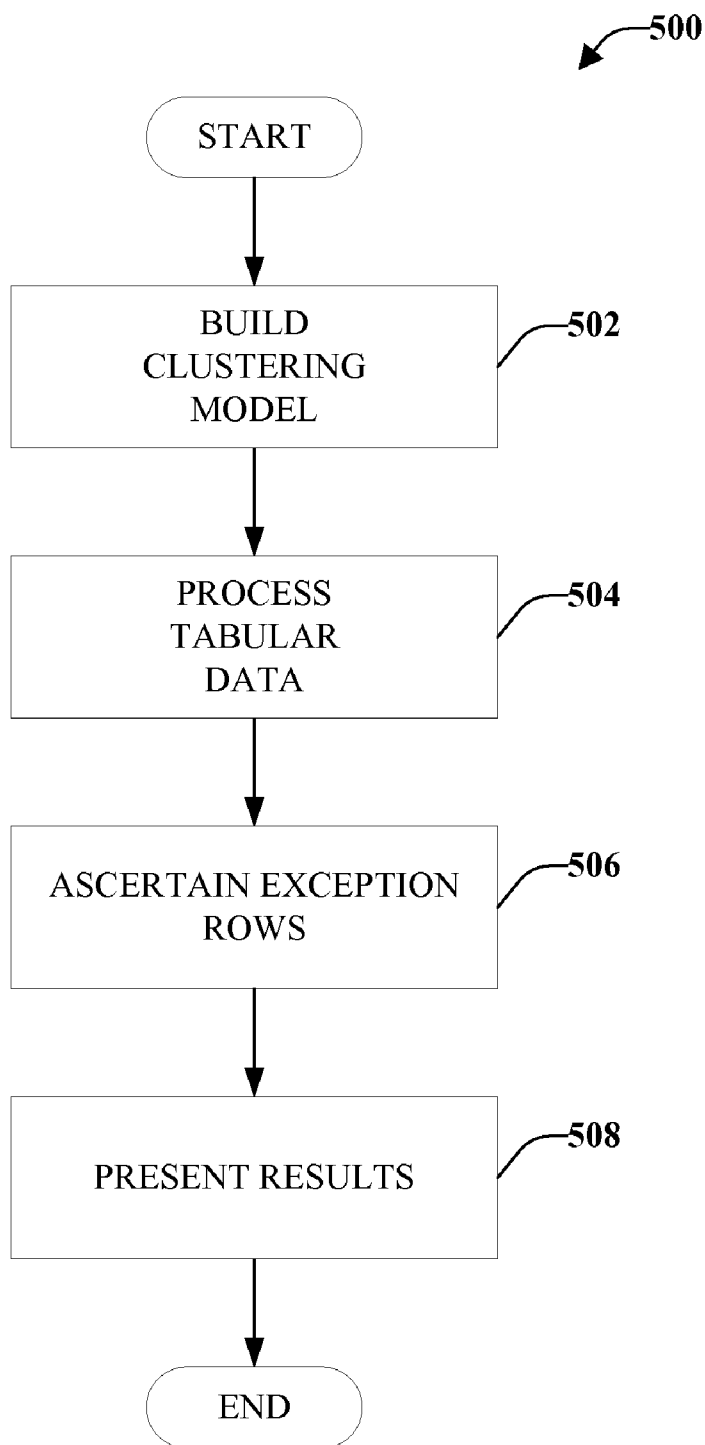 500
START
BUILD
CLUSTERING
MODEL
502
PROCESS
TABULAR
DATA
504
ASCERTAIN EXCEPTION
ROWS
506
PRESENT RESULTS
508
END